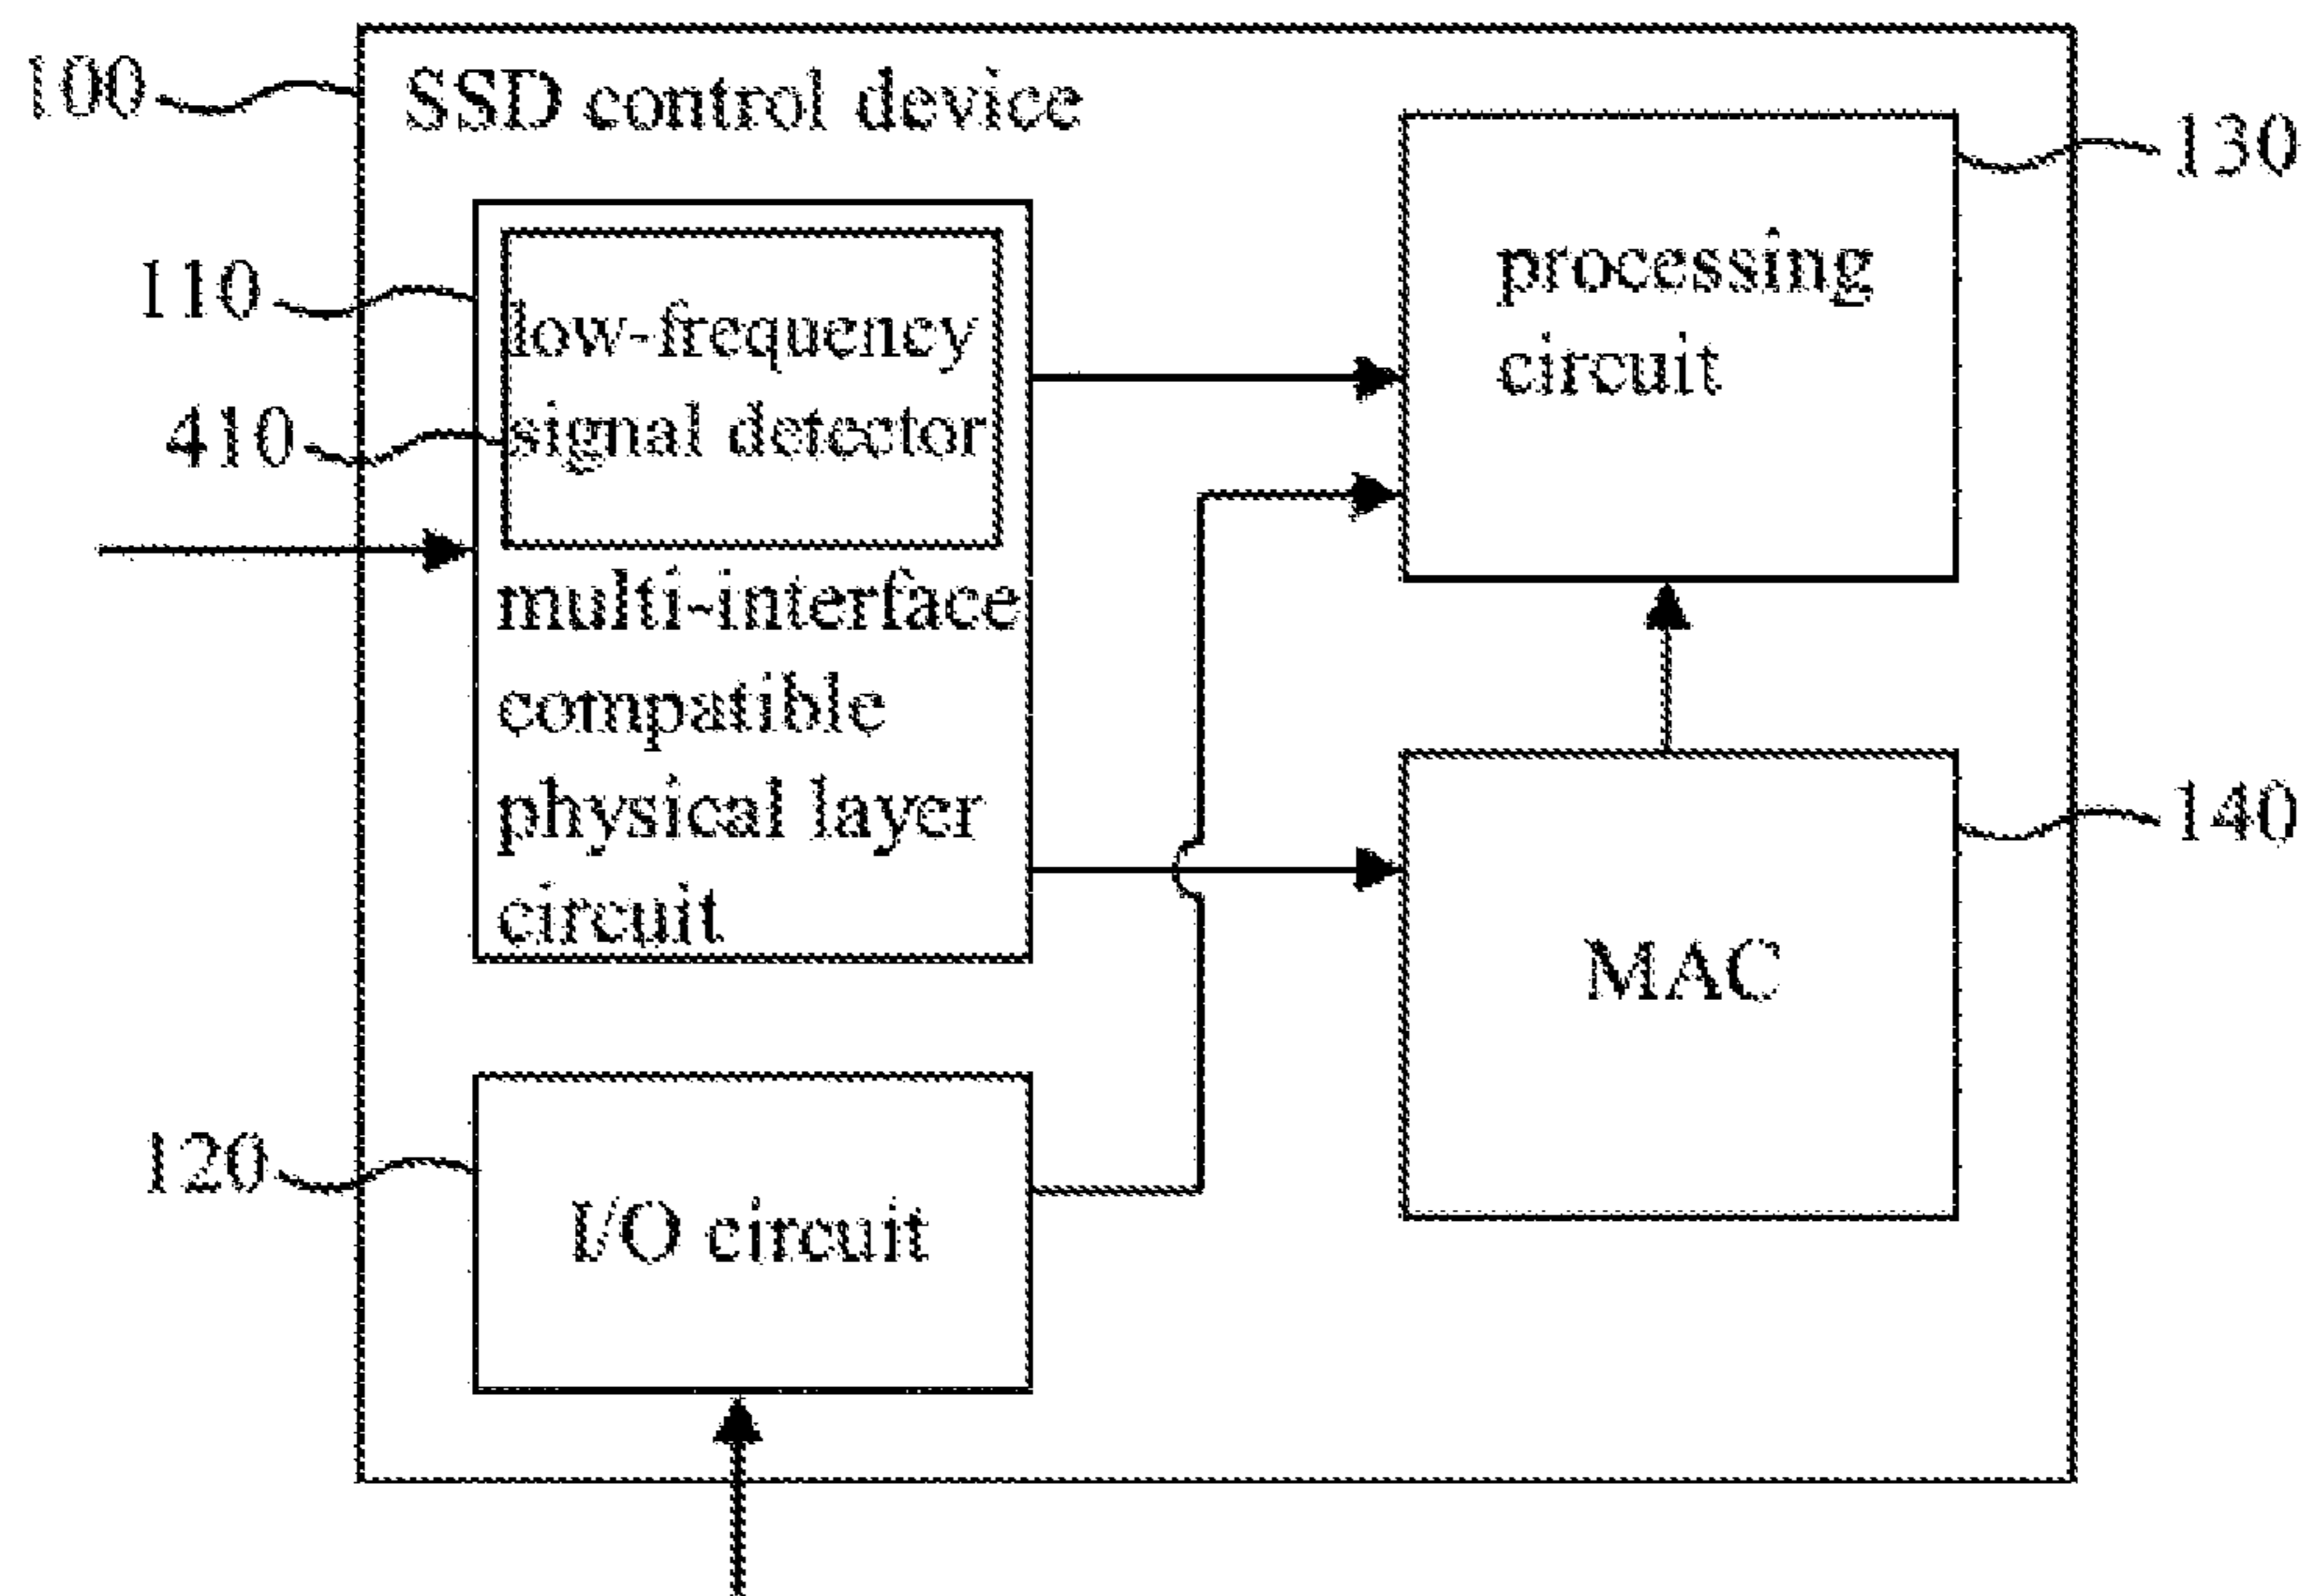 100
SSD control device
130
processing
circuit
110
low-frequency
410
signal detector
multi-interface
compatible
physical layer
circuit
140
MAC
120
I/O circuit